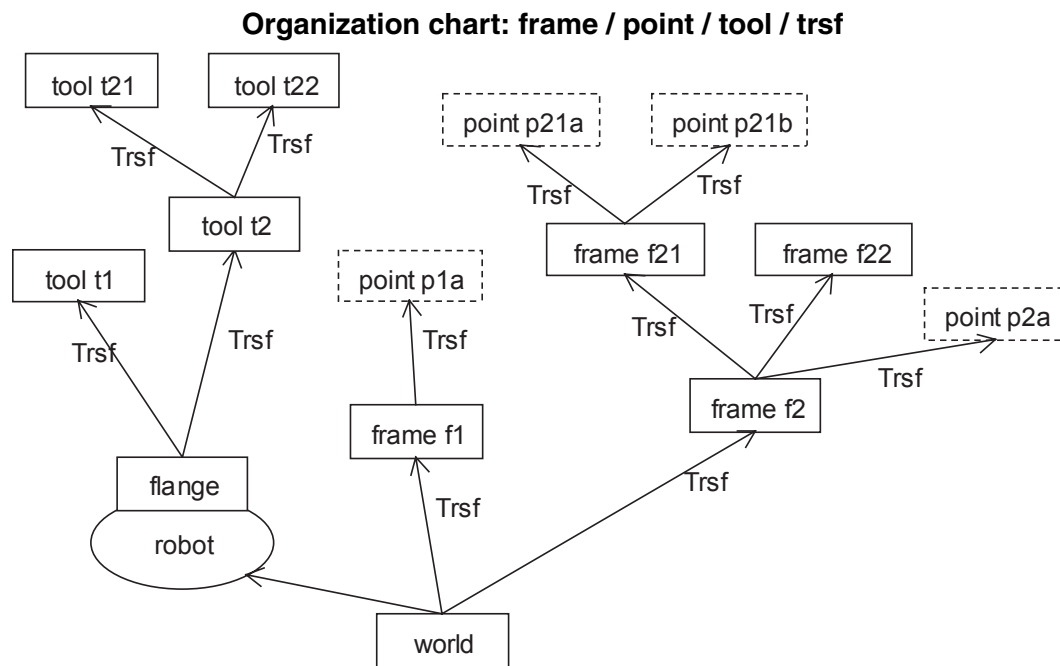 Organization chart: frame / point / tool / trsf
tool t21
tool t22
point p21a
point p21b
Trsf
Trsf
Trsf
Trsf
tool t2
frame f21
frame f22
tool t1
point p1a
point p2a
Trsf
Trsf
Trsf
Trsf
Trsf
Trsf
frame f2
frame f1
flange
Trsf
Trsf
robot
world